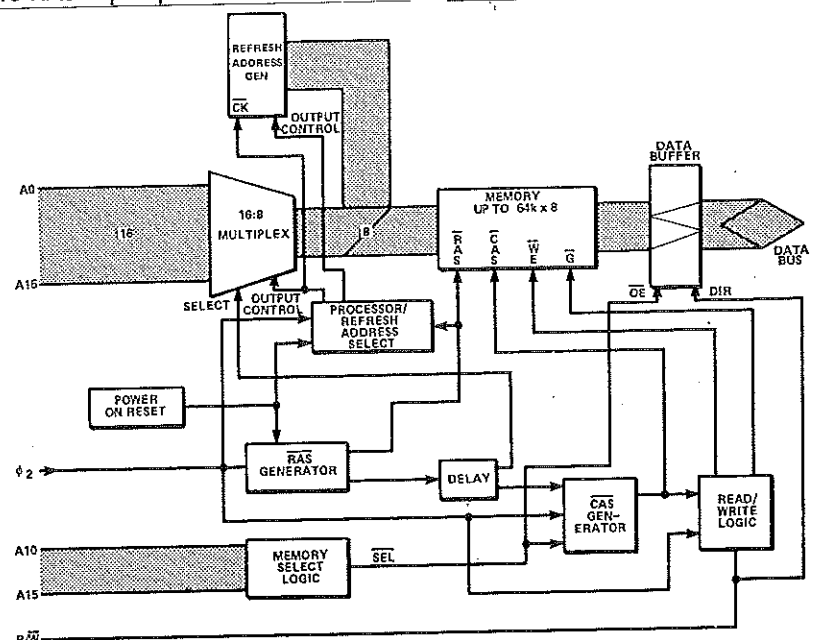 REFRESH
ADDRESS
GEN
CK
OUTPUT
CONTROL
A0
116
A15
16:8
MULTIPLEX
8
SELECT
OUTPUT
CONTROL
MEMORY
UP TO 64k x 8
RAS
CAS
WE
G
DATA
BUFFER
DATA
BUS
OE
DIR
PROCESSOR/
REFRESH
ADDRESS
SELECT
POWER
ON RESET
ϕ2
RAS
GENERATOR
DELAY
CAS
GEN-
ERATOR
READ/
WRITE
LOGIC
A10
A15
MEMORY
SELECT
LOGIC
SEL
R/W